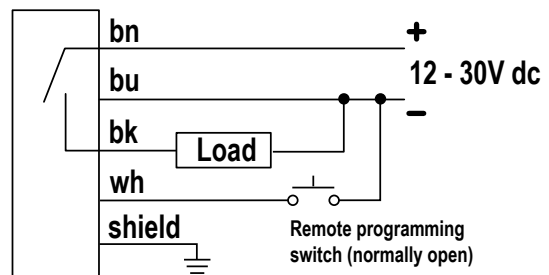 bn
+
12 - 30V dc
bu
−
bk
Load
wh
shield
Remote programming
switch (normally open)